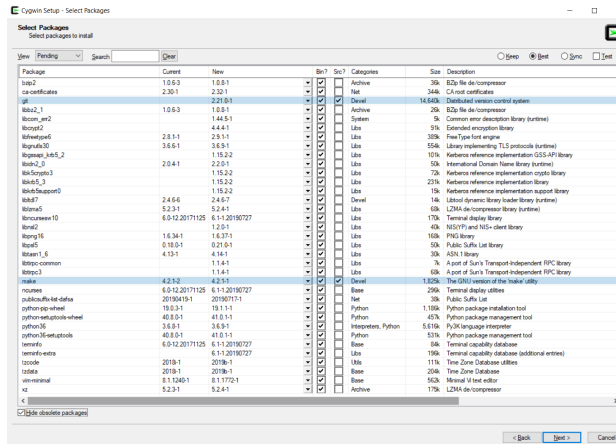 Cygwin Setup - Select Packages
Select Packages
Select packages to install
View Pending Search Clear Keep Best Sync Test
Package Current New Bin? Src? Categories Size Description
bzip2 1.0.6-3 1.0.8-1 Archive 36k BZip file de/compressor
ca-certificates 2.30-1 2.32-1 Net 344k CA root certificates
git 2.21.0-1 Devel 14,640k Distributed version control system
libbz2_1 1.0.6-3 1.0.8-1 Archive 26k BZip file de/compressor
libcom_err2 1.44.5-1 System 5k Common error description library (runtime)
libcrypt2 4.4.4-1 Libs 91k Extended encryption library
libfreetype6 2.8.1-1 2.9.1-1 Libs 389k FreeType font engine
libgnutls30 3.6.6-1 3.6.9-1 Libs 554k Library implementing TLS protocols (runtime)
libgssapi_krb5_2 1.15.2-2 Libs 101k Kerberos reference implementation GSS-API library
libidn2_0 2.0.4-1 2.2.0-1 Libs 50k International Domain Name library (runtime)
libk5crypto3 1.15.2-2 Libs 72k Kerberos reference implementation crypto library
libkrb5_3 1.15.2-2 Libs 231k Kerberos reference implementation library
libkrb5support0 1.15.2-2 Libs 15k Kerberos reference implementation support library
libltdl7 2.4.6-6 2.4.6-7 Devel 14k Libtool dynamic library loader library (runtime)
liblzma5 5.2.3-1 5.2.4-1 Libs 68k LZMA de/compressor library (runtime)
libncursesw10 6.0-12.20171125 6.1-1.20190727 Libs 170k Terminal display library
libnsl2 1.2.0-1 Libs 40k NIS(YP) and NIS+ client library
libpng16 1.6.34-1 1.6.37-1 Libs 168k PNG library
libpsl5 0.18.0-1 0.21.0-1 Libs 50k Public Suffix List library
libtasn1_6 4.13-1 4.14-1 Libs 30k ASN.1 library
libtirpc-common 1.1.4-1 Libs 7k A port of Sun's Transport-Independent RPC library
libtirpc3 1.1.4-1 Libs 68k A port of Sun's Transport-Independent RPC library
make 4.2.1-2 4.2.1-1 Devel 1,825k The GNU version of the 'make' utility
ncurses 6.0-12.20171125 6.1-1.20190727 Base 296k Terminal display utilities
publicsuffix-list-dafsa 20190419-1 20190717-1 Net 38k Public Suffix List
python-pip-wheel 19.0.3-1 19.1.1-1 Python 1,186k Python package installation tool
python-setuptools-wheel 40.8.0-1 41.0.1-1 Python 457k Python package management tool
python36 3.6.8-1 3.6.9-1 Interpreters, Python 5,616k Py3K language interpreter
python36-setuptools 40.8.0-1 41.0.1-1 Python 531k Python package management tool
terminfo 6.0-12.20171125 6.1-1.20190727 Base 84k Terminal capability database
terminfo-extra 6.1-1.20190727 Libs 196k Terminal capability database (additional entries)
tzcode 2018-1 2019b-1 Utils 111k Time Zone Database utilities
tzdata 2018-1 2019b-1 Base 204k Time Zone Database
vim-minimal 8.1.1240-1 8.1.1772-1 Base 562k Minimal Vi text editor
xz 5.2.3-1 5.2.4-1 Archive 175k LZMA de/compressor
Hide obsolete packages
< Back Next > Cancel